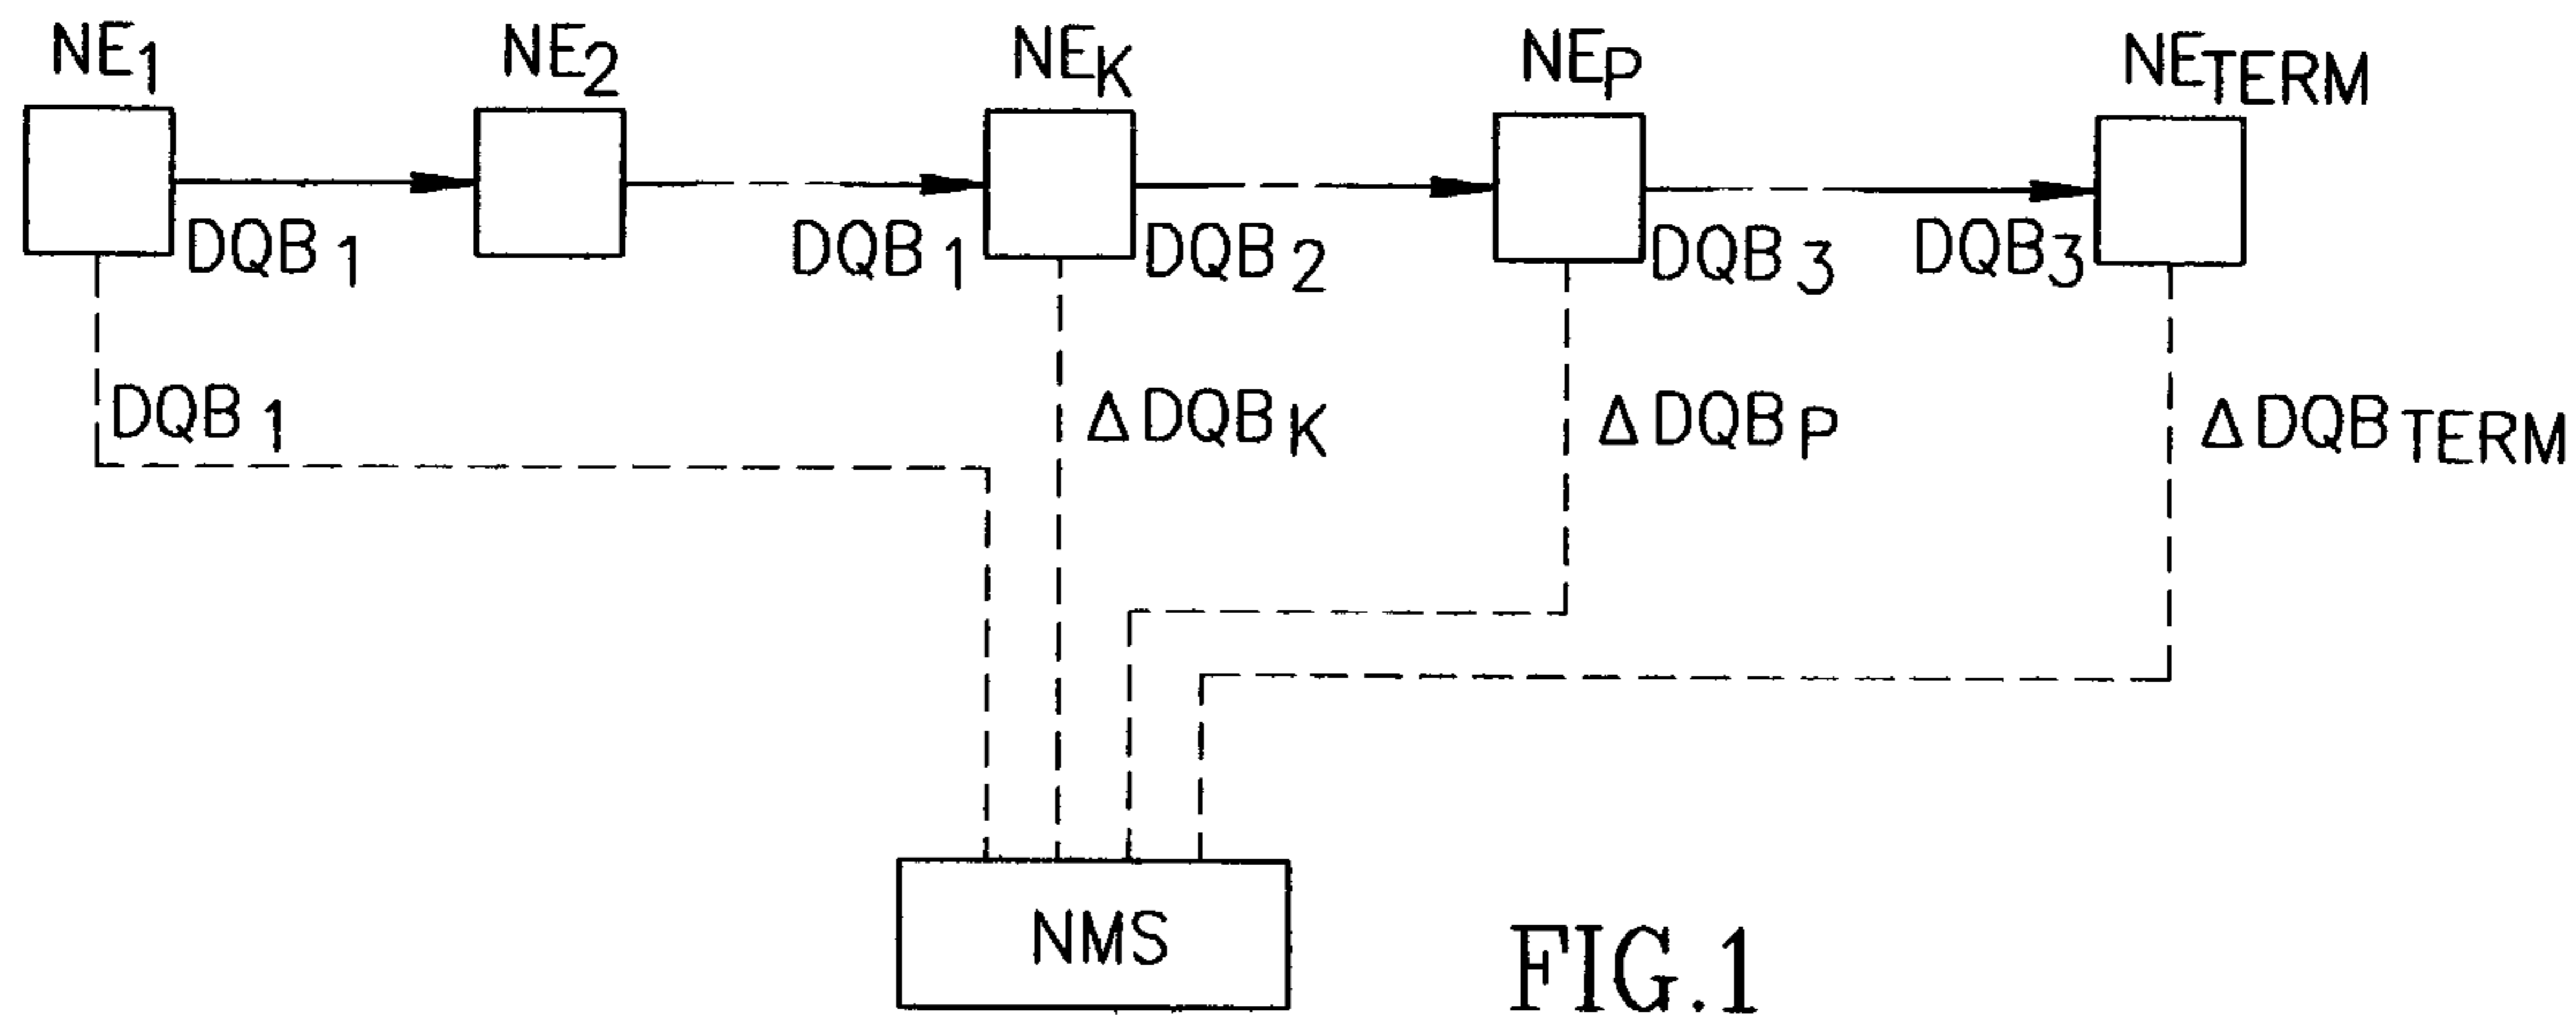 NE1 NE2 NEK NEP NETERM
DQB1 DQB1 DQB2 DQB3 DQB3
DQB1 ΔDQBK ΔDQBP ΔDQBTERM
NMS
FIG.1